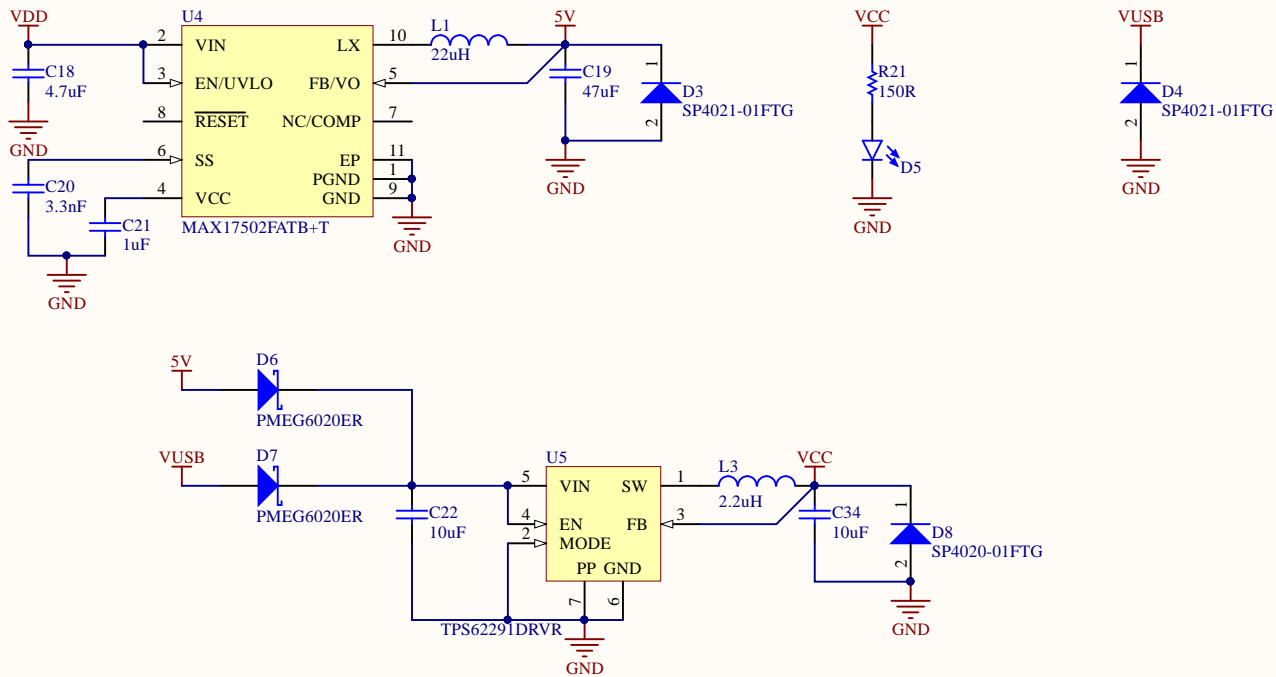 VDD
U4
5V
VCC
VUSB
2
VIN
LX
10
L1
22uH
C18
4.7uF
3
EN/UVLO
FB/VO
5
C19
47uF
1
D3
SP4021-01FTG
2
R21
150R
1
D4
SP4021-01FTG
2
GND
8
RESET
NC/COMP
7
6
SS
EP
11
GND
D5
GND
C20
3.3nF
PGND
1
4
VCC
GND
9
C21
1uF
MAX17502FATB+T
GND
GND
GND
5V
D6
PMEG6020ER
VUSB
D7
PMEG6020ER
U5
5
VIN
SW
1
L3
2.2uH
VCC
C22
10uF
4
EN
FB
3
2
MODE
C34
10uF
1
D8
SP4020-01FTG
2
PP
GND
7
6
TPS62291DRVR
GND
GND